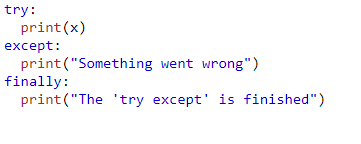 try:
  print(x)
except:
  print("Something went wrong")
finally:
  print("The 'try except' is finished")